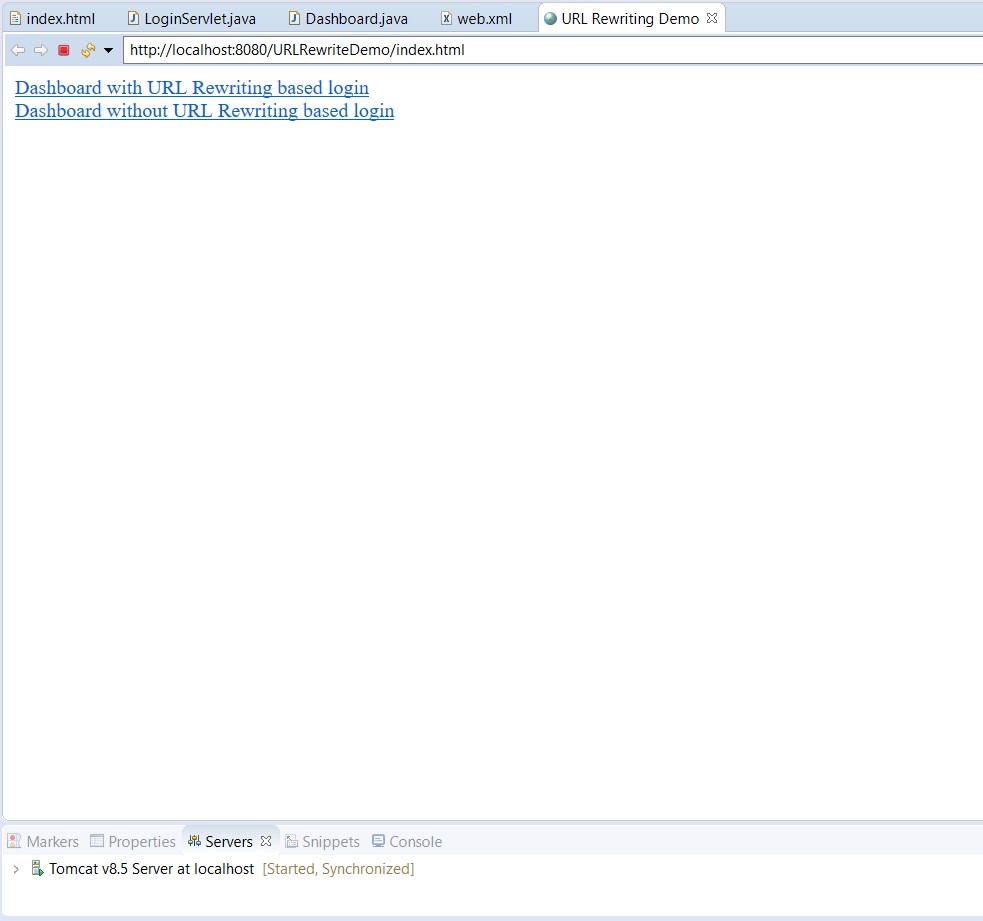 index.html LoginServlet.java Dashboard.java web.xml URL Rewriting Demo
http://localhost:8080/URLRewriteDemo/index.html
Dashboard with URL Rewriting based login
Dashboard without URL Rewriting based login
Markers Properties Servers Snippets Console
Tomcat v8.5 Server at localhost [Started, Synchronized]